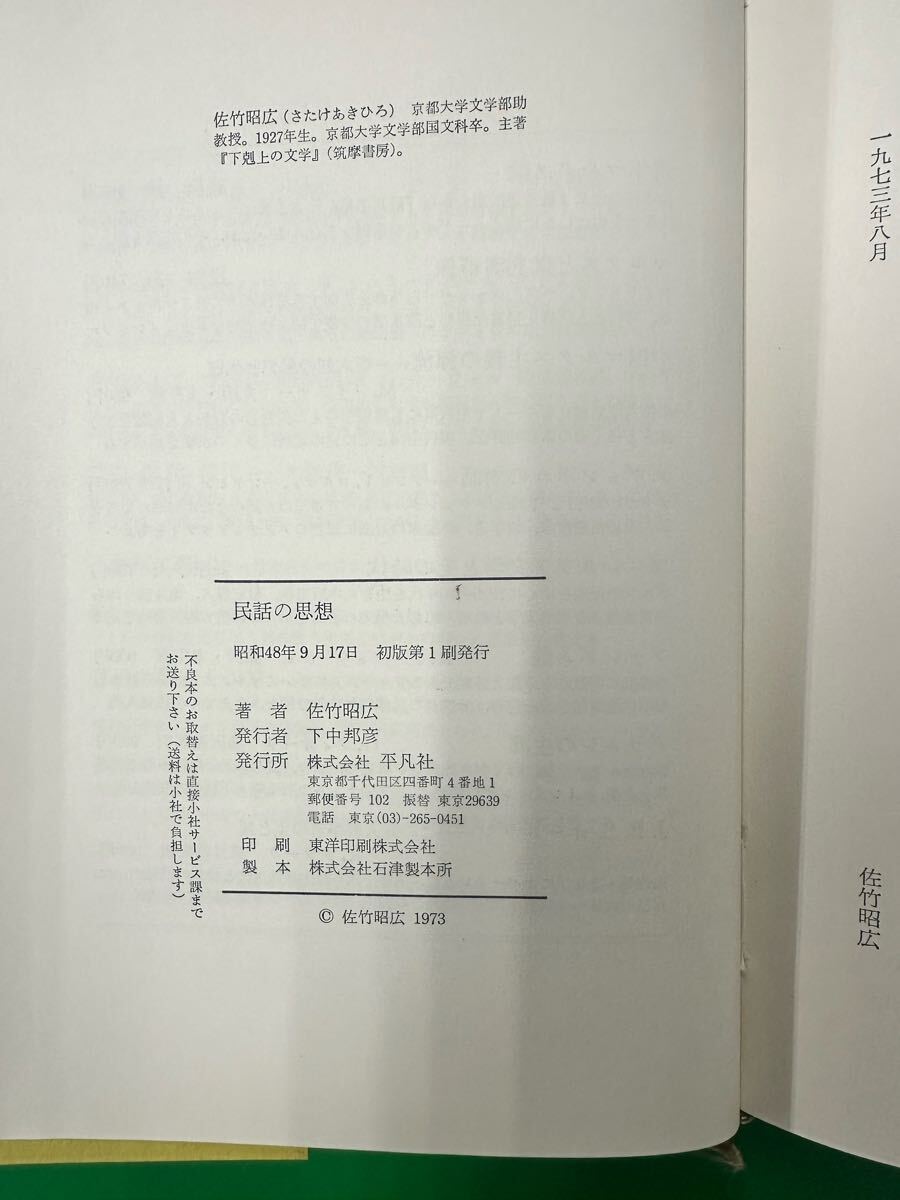 一九七三年八月
佐竹昭広
佐竹昭広(さたけあきひろ) 京都大学文学部助
教授。1927年生。京都大学文学部国文科卒。主著
『下剋上の文学』(筑摩書房)。
民話の思想
昭和48年9月17日 初版第1刷発行
著 者 佐竹昭広
発行者 下中邦彦
発行所 株式会社 平凡社
東京都千代田区四番町4番地1
郵便番号 102 振替 東京29639
電話 東京(03)-265-0451
印 刷 東洋印刷株式会社
製 本 株式会社石津製本所
© 佐竹昭広 1973
不良本のお取替えは直接小社サービス課まで
お送り下さい(送料は小社で負担します)